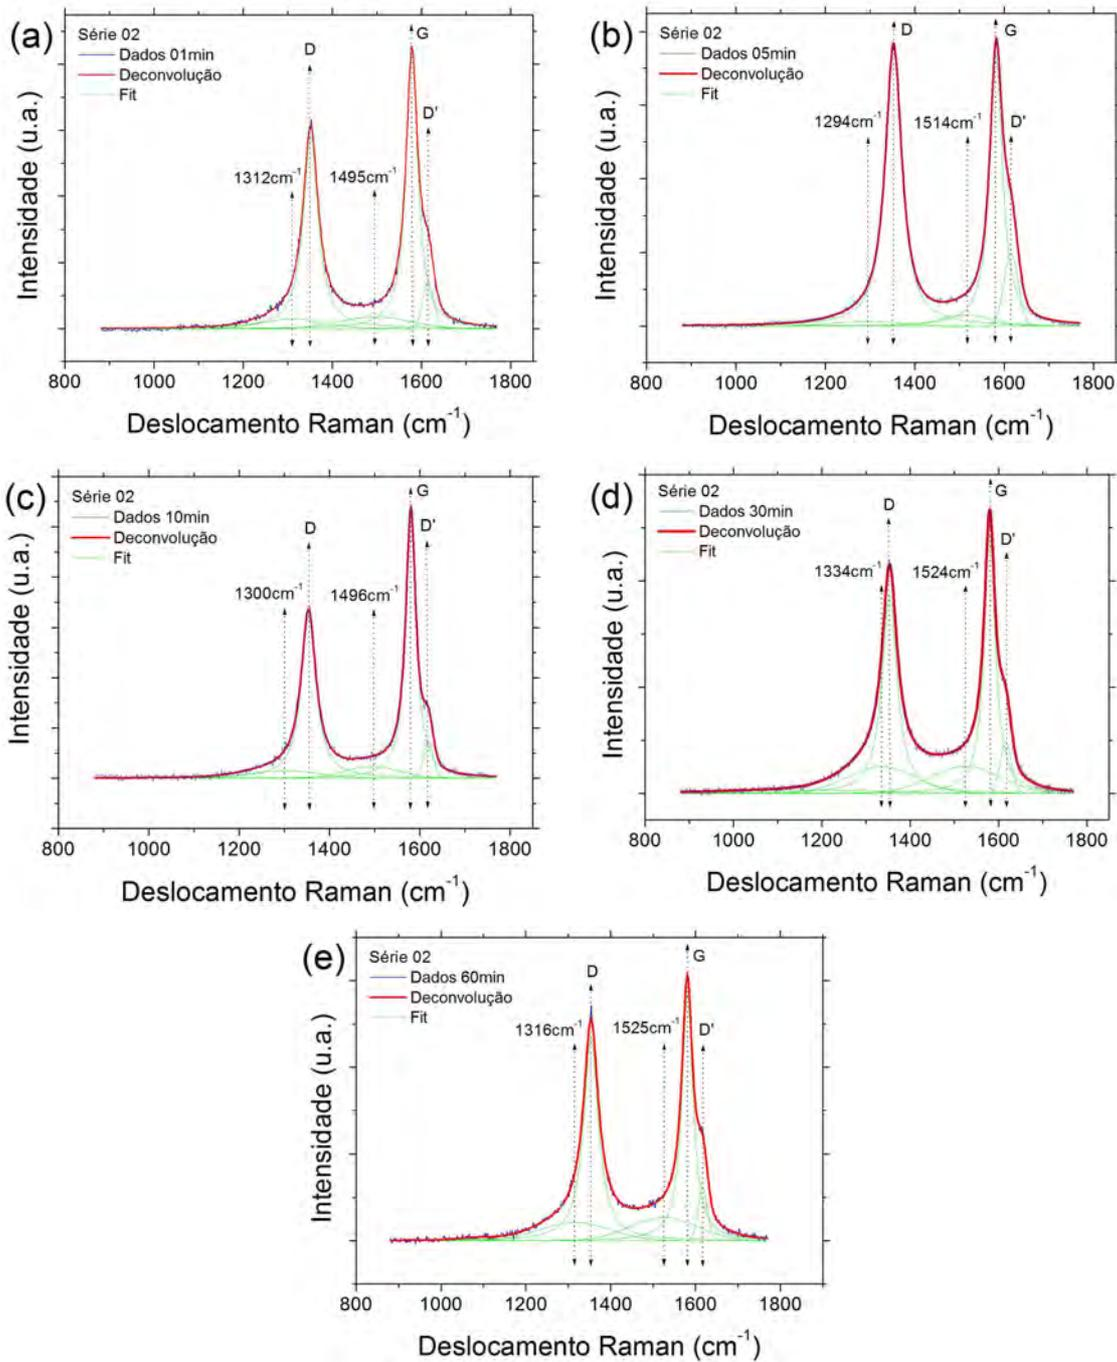 (a)
Série 02
Dados 01min
Deconvolução
Fit
D
G
D'
1312cm-1
1495cm-1
Intensidade (u.a.)
800 1000 1200 1400 1600 1800
Deslocamento Raman (cm-1)
(b)
Série 02
Dados 05min
Deconvolução
Fit
D
G
D'
1294cm-1
1514cm-1
Intensidade (u.a.)
800 1000 1200 1400 1600 1800
Deslocamento Raman (cm-1)
(c)
Série 02
Dados 10min
Deconvolução
Fit
D
G
D'
1300cm-1
1496cm-1
Intensidade (u.a.)
800 1000 1200 1400 1600 1800
Deslocamento Raman (cm-1)
(d)
Série 02
Dados 30min
Deconvolução
Fit
D
G
D'
1334cm-1
1524cm-1
Intensidade (u.a.)
800 1000 1200 1400 1600 1800
Deslocamento Raman (cm-1)
(e)
Série 02
Dados 60min
Deconvolução
Fit
D
G
D'
1316cm-1
1525cm-1
Intensidade (u.a.)
800 1000 1200 1400 1600 1800
Deslocamento Raman (cm-1)